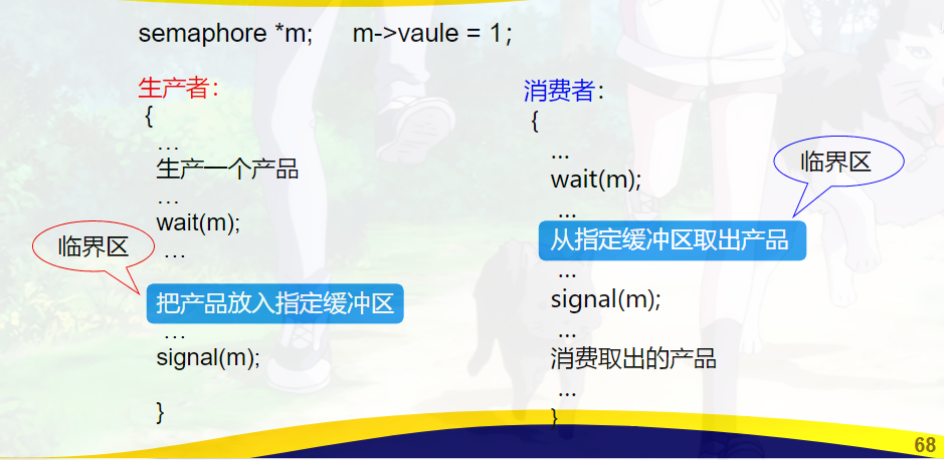 semaphore *m; m->vaule = 1;
生产者：
{
...
生产一个产品
...
wait(m);
临界区
...
把产品放入指定缓冲区
...
signal(m);
}
消费者：
{
...
wait(m);
临界区
...
从指定缓冲区取出产品
...
signal(m);
...
消费取出的产品
...
}
68